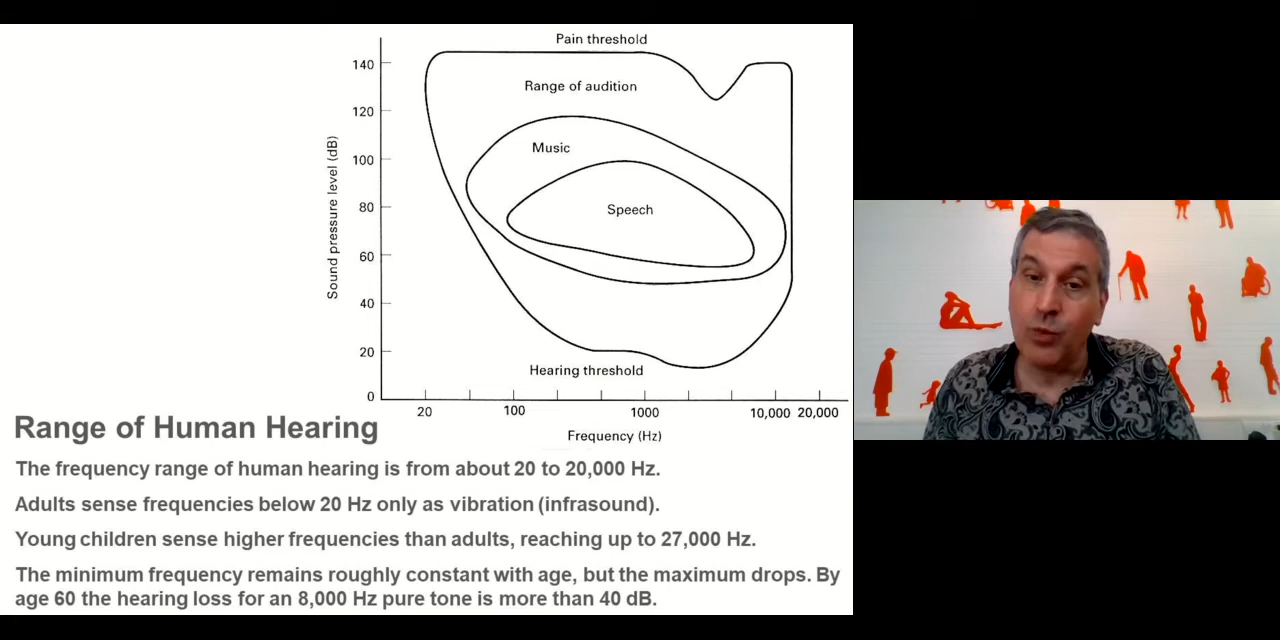 Pain threshold
140
Range of audition
120
Music
100
Sound pressure level (dB)
Speech
80
60
40
20
Hearing threshold
0
20 100 1000 10,000 20,000
Frequency (Hz)
Range of Human Hearing
The frequency range of human hearing is from about 20 to 20,000 Hz.
Adults sense frequencies below 20 Hz only as vibration (infrasound).
Young children sense higher frequencies than adults, reaching up to 27,000 Hz.
The minimum frequency remains roughly constant with age, but the maximum drops. By
age 60 the hearing loss for an 8,000 Hz pure tone is more than 40 dB.